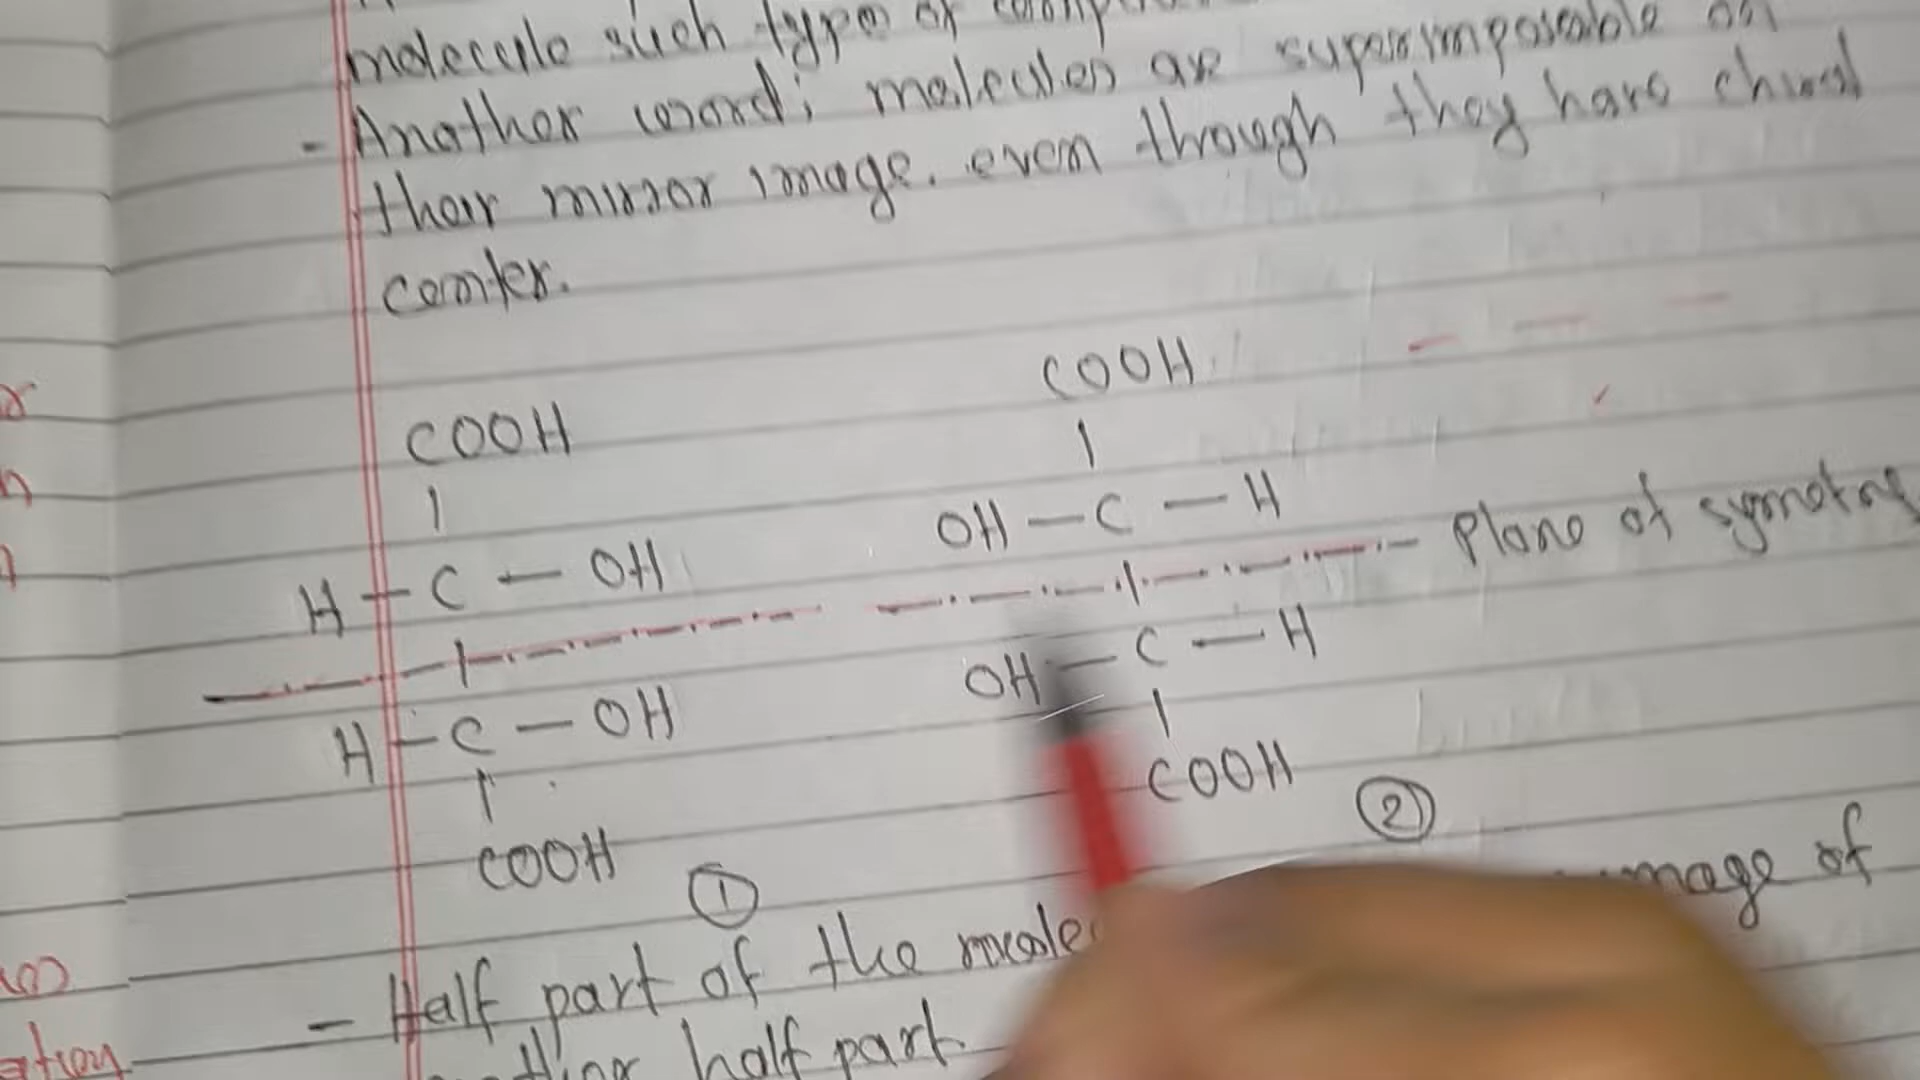 molecule such type of
- Another word; molecules are superimposable on
their mirror image. even though they have chiral
center.
COOH
|
H - C - OH
|
H - C - OH
|
COOH
①
COOH
|
OH - C - H
| Plane of symetry
OH - C - H
|
COOH
②
- Half part of the image of
half part.
ation